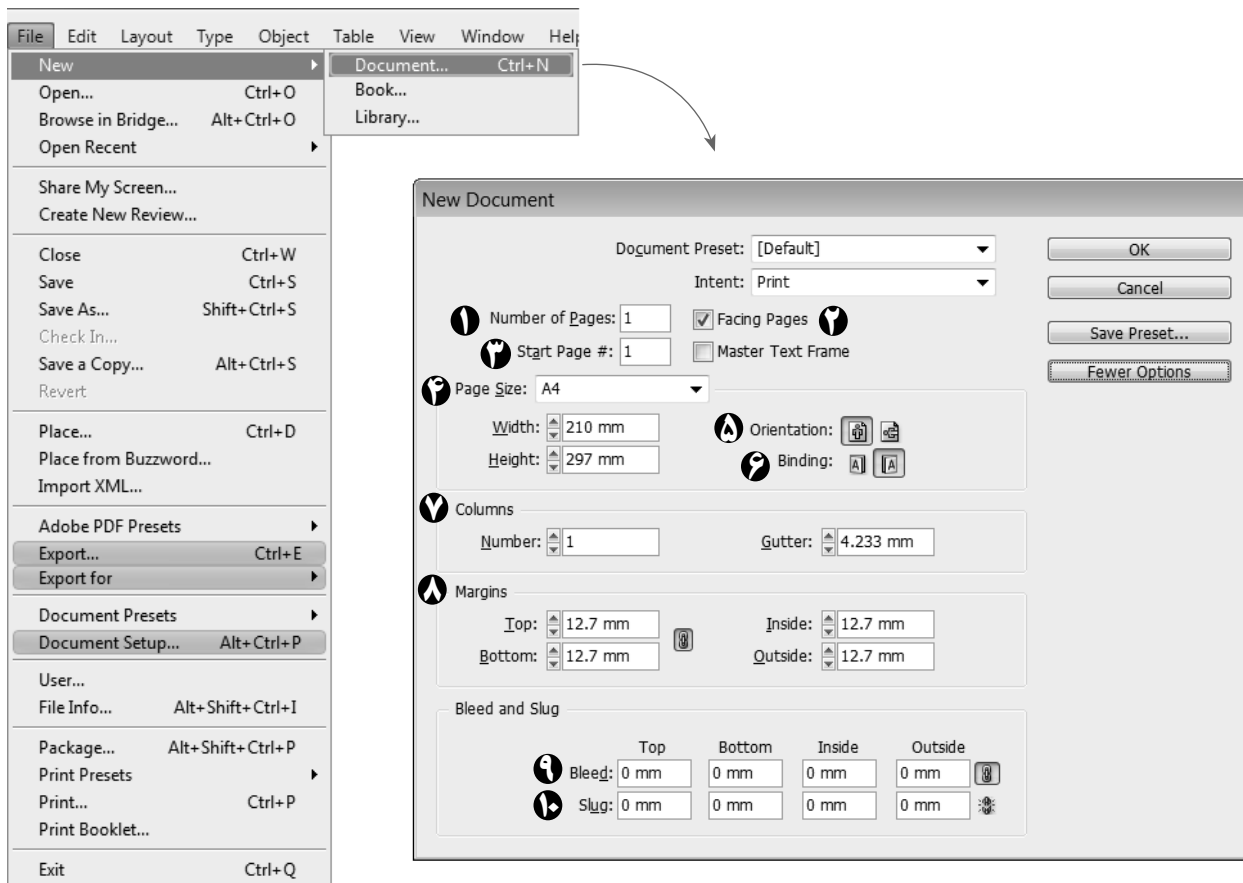 File Edit Layout Type Object Table View Window Help
New
Document... Ctrl+N
Book...
Library...
Open... Ctrl+O
Browse in Bridge... Alt+Ctrl+O
Open Recent
Share My Screen...
Create New Review...
Close Ctrl+W
Save Ctrl+S
Save As... Shift+Ctrl+S
Check In...
Save a Copy... Alt+Ctrl+S
Revert
Place... Ctrl+D
Place from Buzzword...
Import XML...
Adobe PDF Presets
Export... Ctrl+E
Export for
Document Presets
Document Setup... Alt+Ctrl+P
User...
File Info... Alt+Shift+Ctrl+I
Package... Alt+Shift+Ctrl+P
Print Presets
Print... Ctrl+P
Print Booklet...
Exit Ctrl+Q
New Document
Document Preset: [Default]
Intent: Print
۱ Number of Pages: 1 Facing Pages ۲
۳ Start Page #: 1 Master Text Frame
۴ Page Size: A4
Width: 210 mm ۵ Orientation:
Height: 297 mm ۶ Binding: A A
۷ Columns
Number: 1 Gutter: 4.233 mm
۸ Margins
Top: 12.7 mm Inside: 12.7 mm
Bottom: 12.7 mm Outside: 12.7 mm
Bleed and Slug
Top Bottom Inside Outside
۹ Bleed: 0 mm 0 mm 0 mm 0 mm
۱۰ Slug: 0 mm 0 mm 0 mm 0 mm
OK
Cancel
Save Preset...
Fewer Options